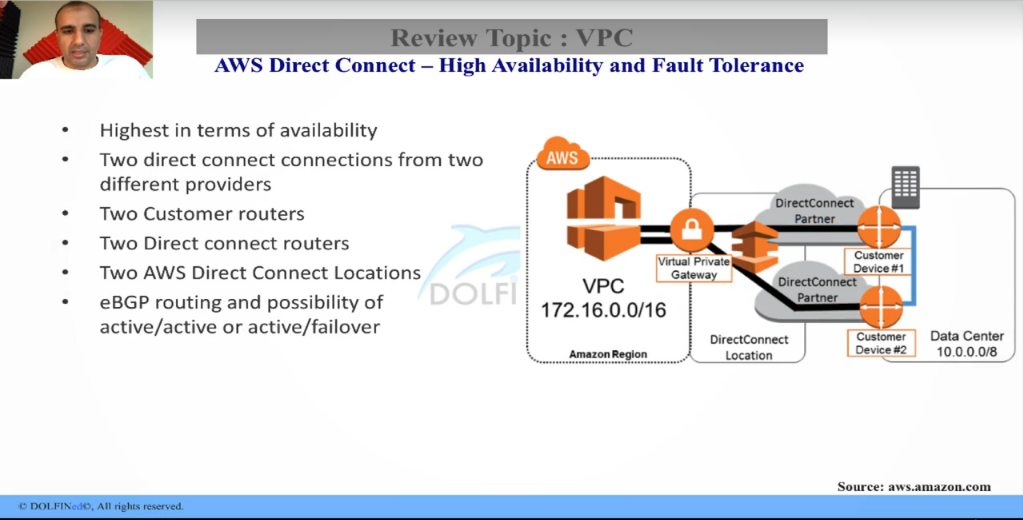 Review Topic : VPC
AWS Direct Connect – High Availability and Fault Tolerance
• Highest in terms of availability
• Two direct connect connections from two
different providers
• Two Customer routers
• Two Direct connect routers
• Two AWS Direct Connect Locations
• eBGP routing and possibility of
active/active or active/failover
DOLFI
AWS
VPC
172.16.0.0/16
Amazon Region
Virtual Private
Gateway
DirectConnect
Location
DirectConnect
Partner
DirectConnect
Partner
Customer
Device #1
Customer
Device #2
Data Center
10.0.0.0/8
Source: aws.amazon.com
© DOLFINed©, All rights reserved.